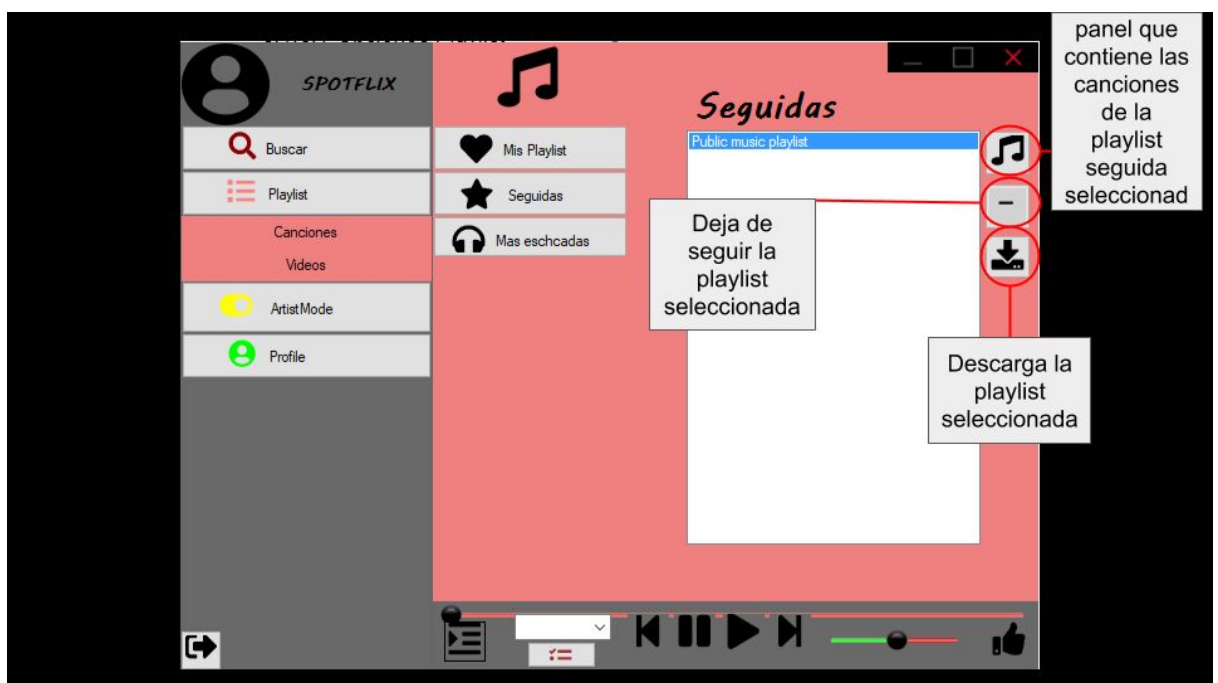 panel que
contiene las
canciones
de la
playlist
seguida
seleccionad
SPOTFLIX
Seguidas
Buscar
Playlist
Canciones
Videos
ArtistMode
Profile
Mis Playlist
Seguidas
Mas eschcadas
Public music playlist
Deja de
seguir la
playlist
seleccionada
Descarga la
playlist
seleccionada